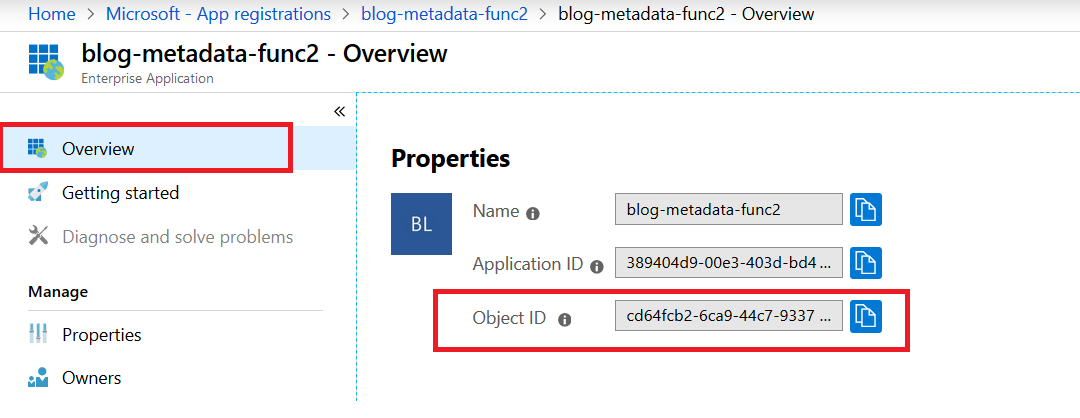 Home > Microsoft - App registrations > blog-metadata-func2 > blog-metadata-func2 - Overview
blog-metadata-func2 - Overview
Enterprise Application
«
Overview
Getting started
Diagnose and solve problems
Manage
Properties
Owners
Properties
BL
Name
blog-metadata-func2
Application ID
389404d9-00e3-403d-bd4 ...
Object ID
cd64fcb2-6ca9-44c7-9337 ...